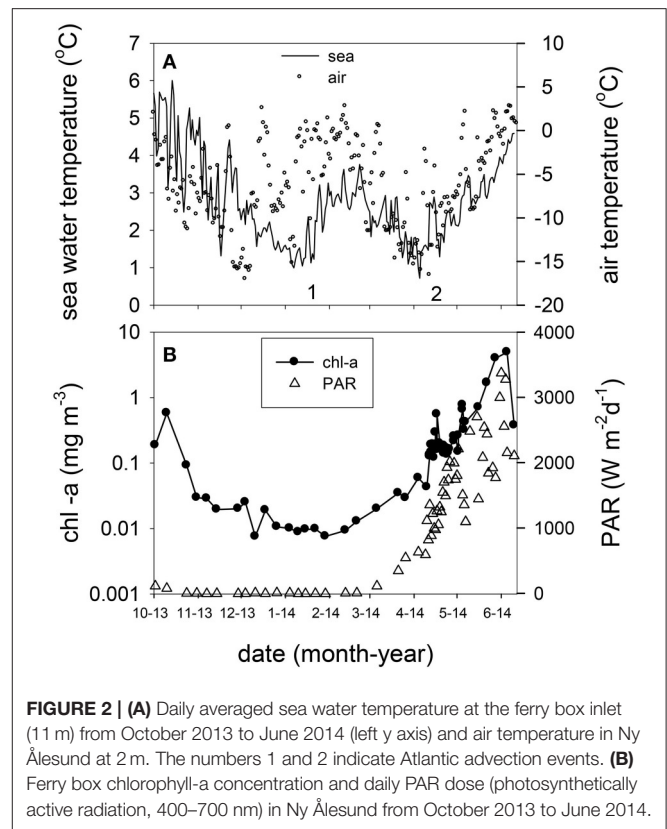 A
sea
air
sea water temperature (°C)
7
6
5
4
3
2
1
0
air temperature (°C)
10
5
0
-5
-10
-15
-20
1
2
B
chl-a
PAR
chl -a (mg m-3)
10
1
0.1
0.01
0.001
PAR (W m-2d-1)
4000
3000
2000
1000
0
10-13 11-13 12-13 1-14 2-14 3-14 4-14 5-14 6-14
date (month-year)
FIGURE 2 | (A) Daily averaged sea water temperature at the ferry box inlet
(11 m) from October 2013 to June 2014 (left y axis) and air temperature in Ny
Ålesund at 2 m. The numbers 1 and 2 indicate Atlantic advection events. (B)
Ferry box chlorophyll-a concentration and daily PAR dose (photosynthetically
active radiation, 400–700 nm) in Ny Ålesund from October 2013 to June 2014.